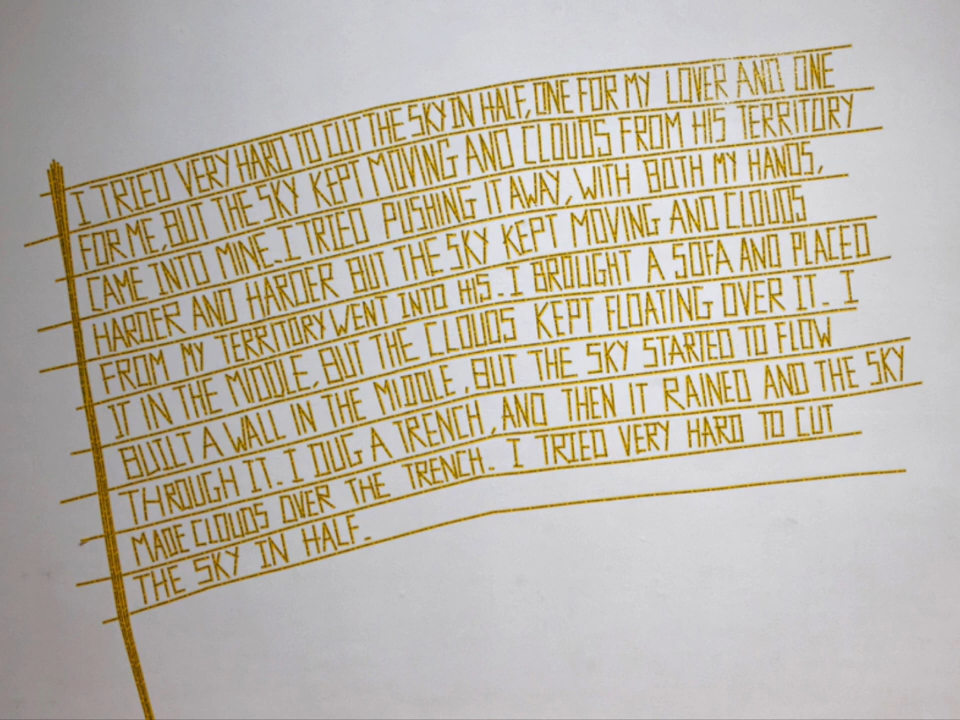 I TRIED VERY HARD TO CUT THE SKY IN HALF, ONE FOR MY LOVER AND ONE
FOR ME, BUT THE SKY KEPT MOVING AND CLOUDS FROM HIS TERRITORY
CAME INTO MINE. I TRIED PUSHING IT AWAY, WITH BOTH MY HANDS,
HARDER AND HARDER BUT THE SKY KEPT MOVING AND CLOUDS
FROM MY TERRITORY WENT INTO HIS. I BROUGHT A SOFA AND PLACED
IT IN THE MIDDLE, BUT THE CLOUDS KEPT FLOATING OVER IT. I
BUILT A WALL IN THE MIDDLE, BUT THE SKY STARTED TO FLOW
THROUGH IT. I DUG A TRENCH, AND THEN IT RAINED AND THE SKY
MADE CLOUDS OVER THE TRENCH. I TRIED VERY HARD TO CUT
THE SKY IN HALF.